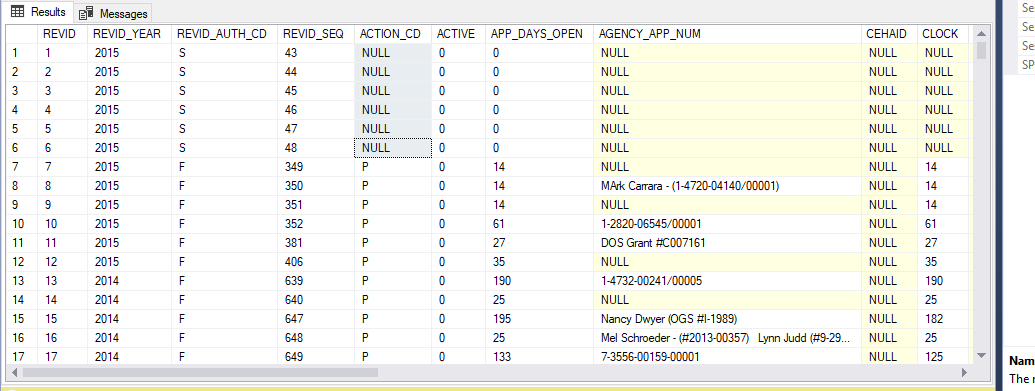 Results Messages Se
Se
REVID REVID_YEAR REVID_AUTH_CD REVID_SEQ ACTION_CD ACTIVE APP_DAYS_OPEN AGENCY_APP_NUM CEHAID CLOCK
1 1 2015 S 43 NULL 0 0 NULL NULL NULL Se
2 2 2015 S 44 NULL 0 0 NULL NULL NULL SP
3 3 2015 S 45 NULL 0 0 NULL NULL NULL
4 4 2015 S 46 NULL 0 0 NULL NULL NULL
5 5 2015 S 47 NULL 0 0 NULL NULL NULL
6 6 2015 S 48 NULL 0 0 NULL NULL NULL
7 7 2015 F 349 P 0 14 NULL NULL 14
8 8 2015 F 350 P 0 14 MArk Carrara - (1-4720-04140/00001) NULL 14
9 9 2015 F 351 P 0 14 NULL NULL 14
10 10 2015 F 352 P 0 61 1-2820-06545/00001 NULL 61
11 11 2015 F 381 P 0 27 DOS Grant #C007161 NULL 27
12 12 2015 F 406 P 0 35 NULL NULL 35
13 13 2014 F 639 P 0 190 1-4732-00241/00005 NULL 190
14 14 2014 F 640 P 0 25 NULL NULL 25
15 15 2014 F 647 P 0 195 Nancy Dwyer (OGS #I-1989) NULL 182
16 16 2014 F 648 P 0 25 Mel Schroeder - (#2013-00357) Lynn Judd (#9-29... NULL 25
17 17 2014 F 649 P 0 133 7-3556-00159-00001 NULL 125
Nam
The